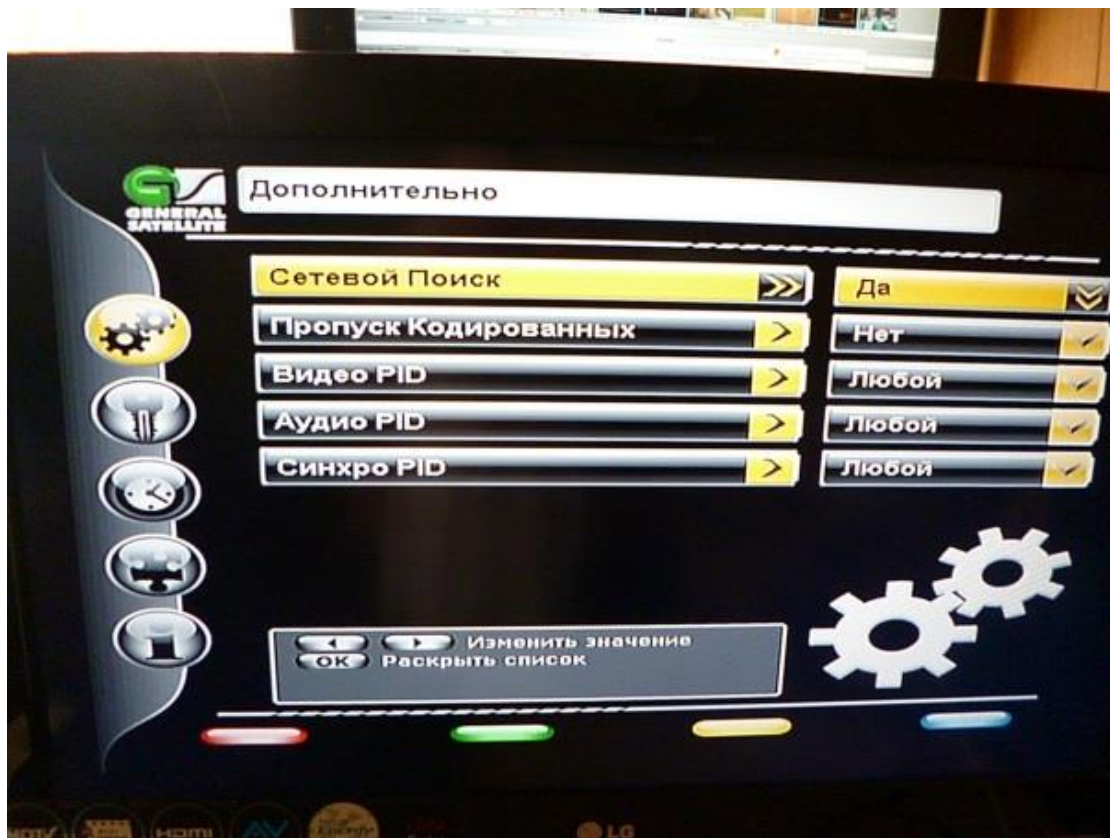 GENERAL
SATELLITE
Дополнительно
Сетевой Поиск Да
Пропуск Кодированных Нет
Видео PID Любой
Аудио PID Любой
Синхро PID Любой
Изменить значение
OK Раскрыть список
HDMI AV Energy
LG